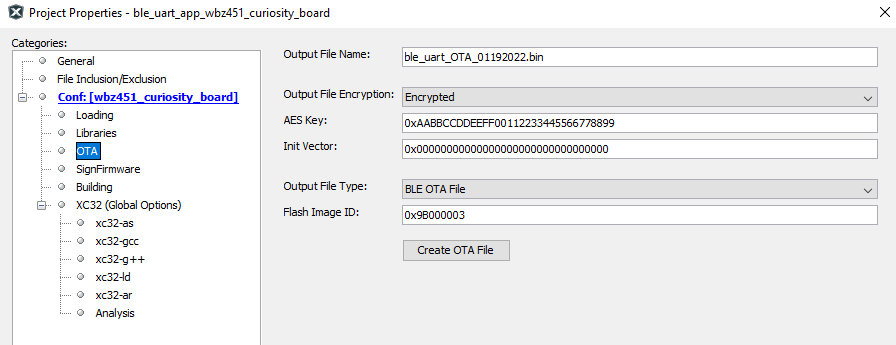 Project Properties - ble_uart_app_wbz451_curiosity_board
Categories:
General
File Inclusion/Exclusion
Conf: [wbz451_curiosity_board]
Loading
Libraries
OTA
SignFirmware
Building
XC32 (Global Options)
xc32-as
xc32-gcc
xc32-g++
xc32-ld
xc32-ar
Analysis
Output File Name: ble_uart_OTA_01192022.bin
Output File Encryption: Encrypted
AES Key: 0xAABBCCDDEEFF00112233445566778899
Init Vector: 0x00000000000000000000000000000000
Output File Type: BLE OTA File
Flash Image ID: 0x9B000003
Create OTA File